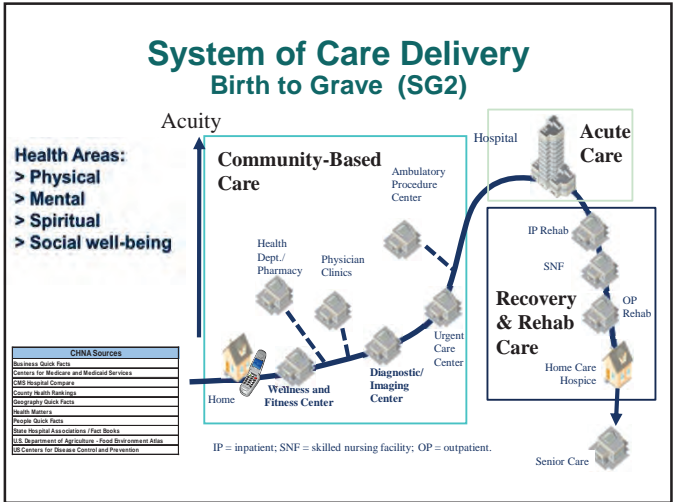 System of Care Delivery
Birth to Grave (SG2)
Acuity
Health Areas:
> Physical
> Mental
> Spiritual
> Social well-being
Community-Based
Care
Ambulatory
Procedure
Center
Hospital
Acute
Care
Health
Dept./
Pharmacy
Physician
Clinics
IP Rehab
SNF
OP
Rehab
Recovery
& Rehab
Care
Urgent
Care
Center
Home Care
Hospice
Home
Wellness and
Fitness Center
Diagnostic/
Imaging
Center
Senior Care
CHNA Sources
Business Quick Facts
Centers for Medicare and Medicaid Services
CMS Hospital Compare
County Health Rankings
Geography Quick Facts
Health Matters
People Quick Facts
State Hospital Associations / Fact Books
U.S. Department of Agriculture - Food Environment Atlas
US Centers for Disease Control and Prevention
IP = inpatient; SNF = skilled nursing facility; OP = outpatient.